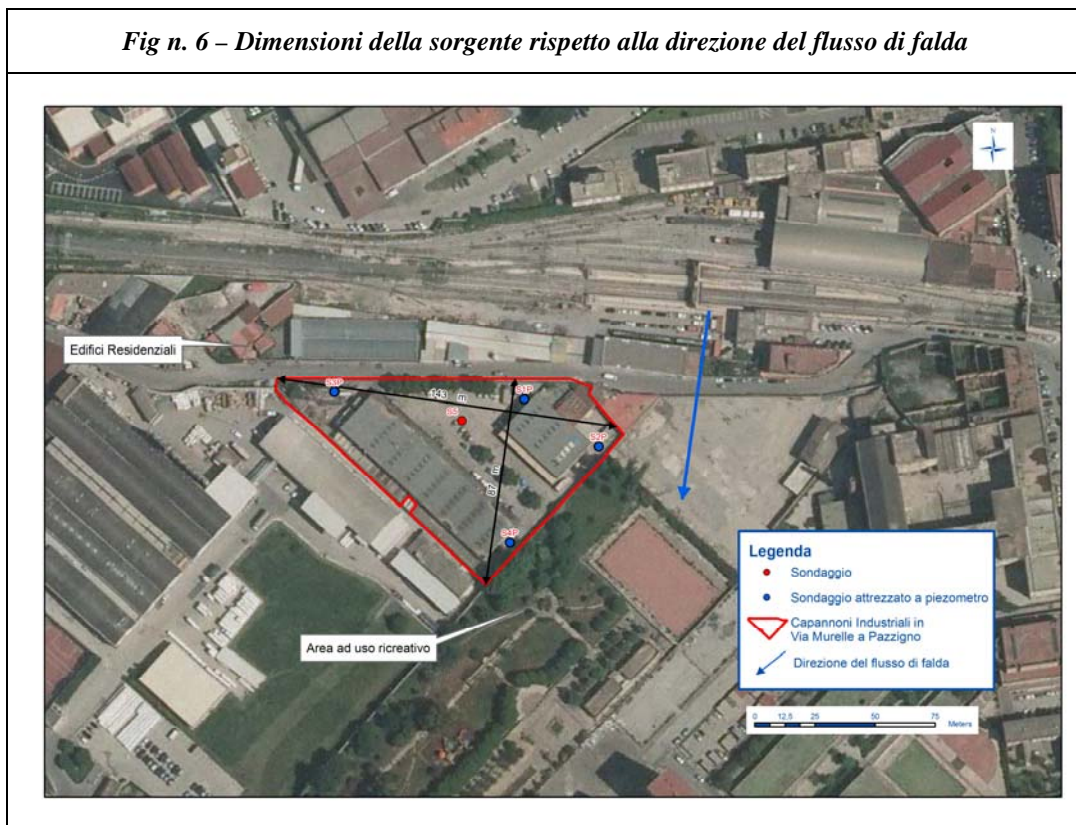 Fig n. 6 – Dimensioni della sorgente rispetto alla direzione del flusso di falda
N
Edifici Residenziali
S3P
143 m
S1P
S5
S2P
87 m
S4P
Area ad uso ricreativo
Legenda
Sondaggio
Sondaggio attrezzato a piezometro
Capannoni Industriali in
Via Murelle a Pazzigno
Direzione del flusso di falda
0 12,5 25 50 75
Meters